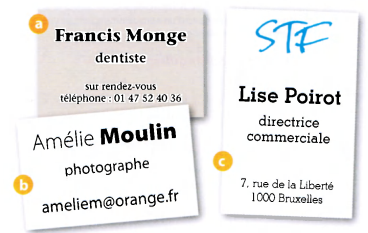 a
Francis Monge
dentiste
sur rendez-vous
téléphone : 01 47 52 40 36
Amélie Moulin
photographe
ameliem@orange.fr
b
STF
Lise Poirot
directrice
commerciale
c
7, rue de la Liberté
1000 Bruxelles